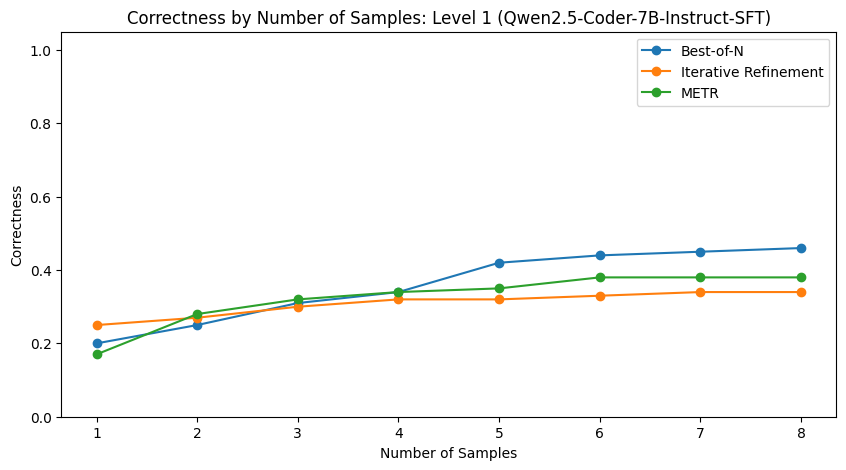 Correctness by Number of Samples: Level 1 (Qwen2.5-Coder-7B-Instruct-SFT)
Best-of-N
Iterative Refinement
METR
Correctness
1.0
0.8
0.6
0.4
0.2
0.0
1 2 3 4 5 6 7 8
Number of Samples